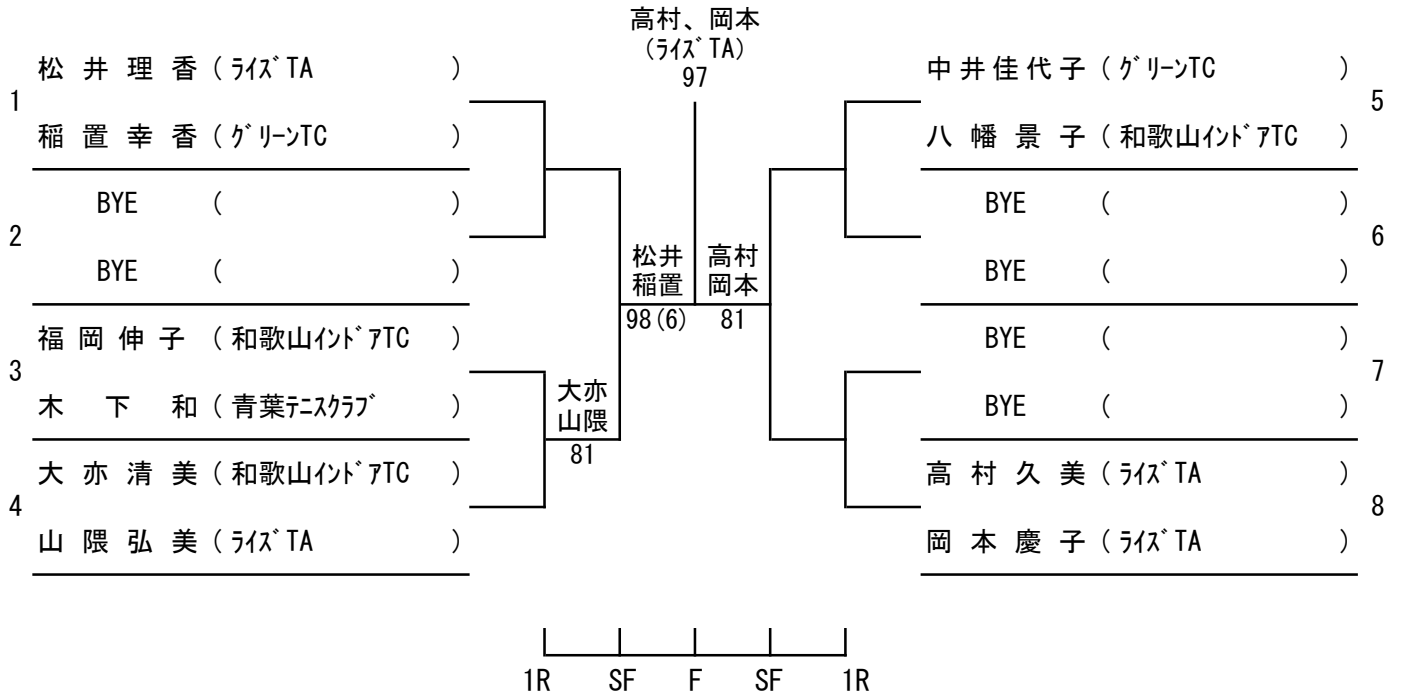 高村、岡本
(ﾗｲｽﾞTA)
97
1
松 井 理 香 ( ﾗｲｽﾞTA )
稲 置 幸 香 ( ｸﾞﾘｰﾝTC )
2
BYE ( )
BYE ( )
3
福 岡 伸 子 ( 和歌山ｲﾝﾄﾞｱTC )
木 下 和 ( 青葉ﾃﾆｽｸﾗﾌﾞ )
4
大 亦 清 美 ( 和歌山ｲﾝﾄﾞｱTC )
山 隈 弘 美 ( ﾗｲｽﾞTA )
大亦
山隈
81
松井
稲置
98(6)
高村
岡本
81
中 井 佳 代 子 ( ｸﾞﾘｰﾝTC )
八 幡 景 子 ( 和歌山ｲﾝﾄﾞｱTC )
5
BYE ( )
BYE ( )
6
BYE ( )
BYE ( )
7
高 村 久 美 ( ﾗｲｽﾞTA )
岡 本 慶 子 ( ﾗｲｽﾞTA )
8
1R SF F SF 1R